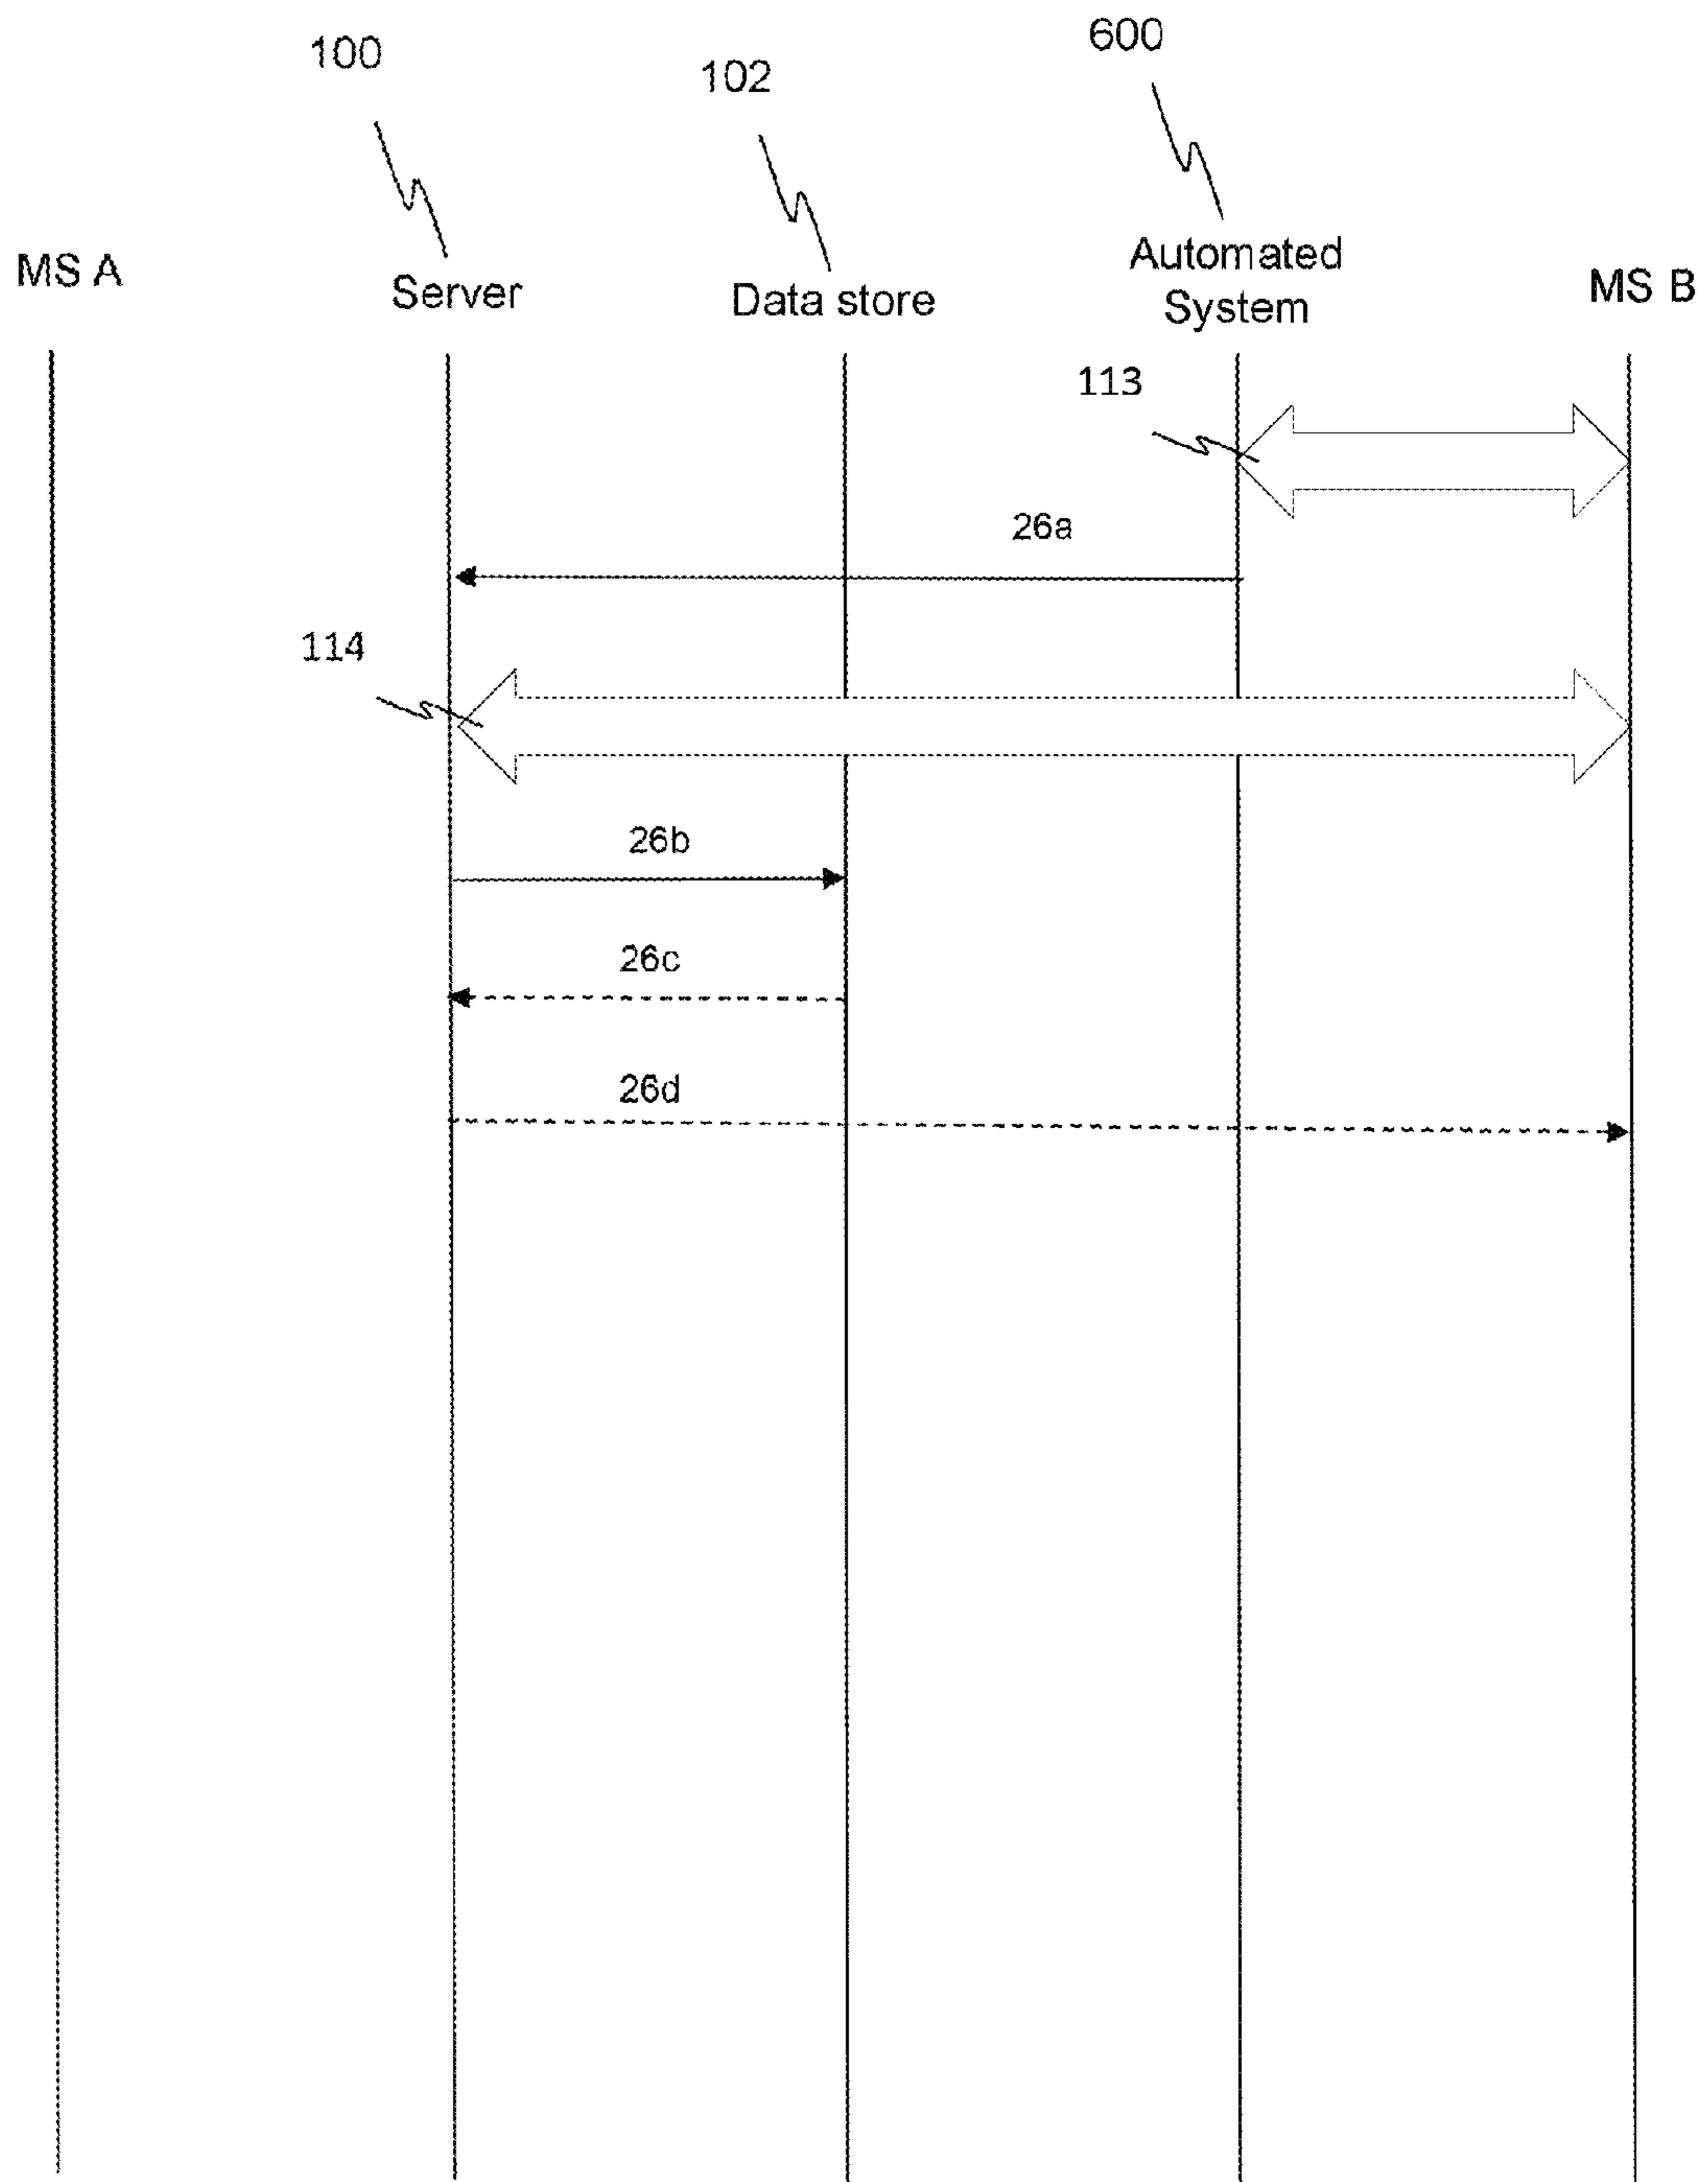 100
102
600
MS A
Server
Data store
Automated
System
MS B
113
26a
114
26b
26c
26d